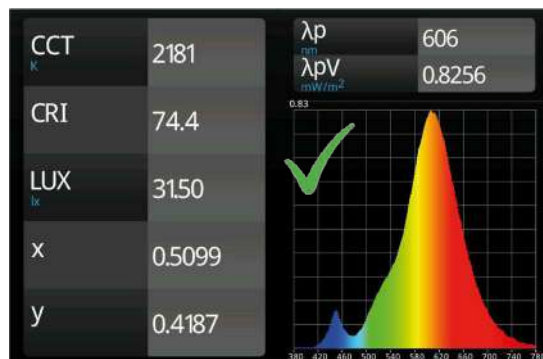 CCT
K
2181
CRI
74.4
LUX
lx
31.50
x
0.5099
y
0.4187
λp
nm
606
λpV
mW/m²
0.8256
0.83
380 420 460 500 540 580 620 660 700 740 780